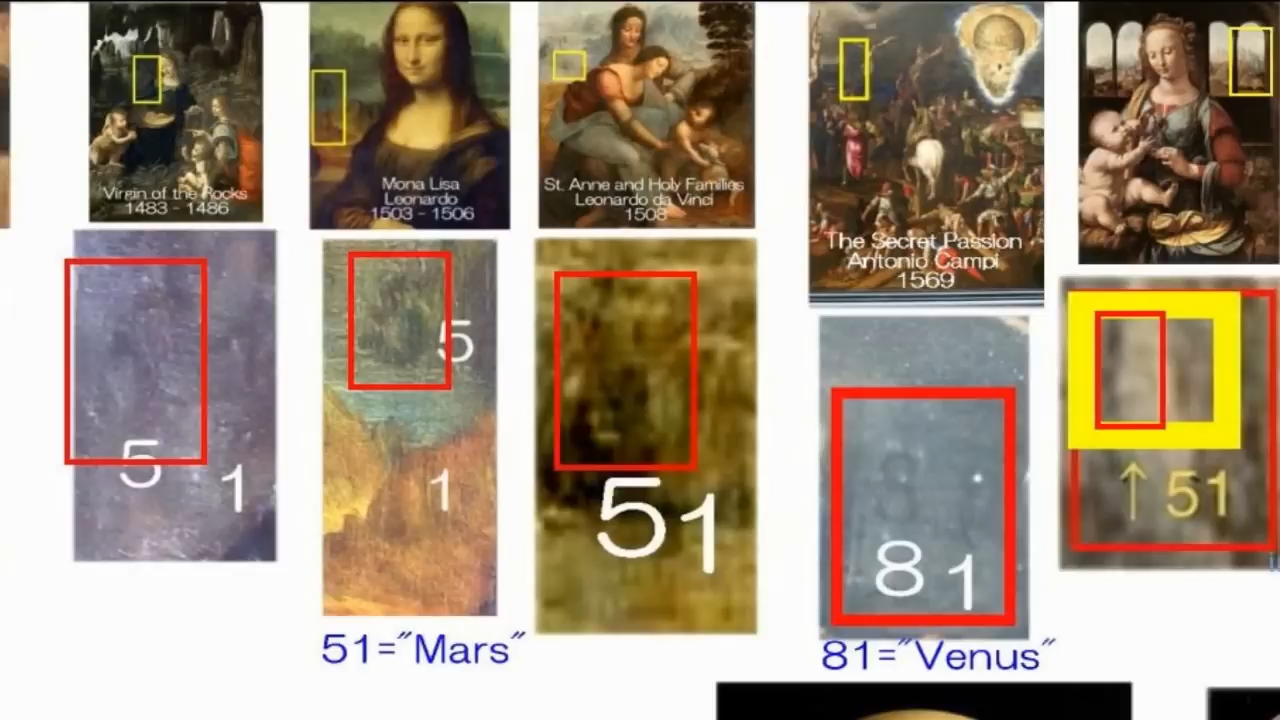 Virgin of the Rocks
1483 - 1486
Mona Lisa
Leonardo
1503 - 1506
St. Anne and Holy Families
Leonardo da Vinci
1508
The Secret Passion
Antonio Campi
1569
5
1
5
1
51
81
↑ 51
51="Mars"
81="Venus"